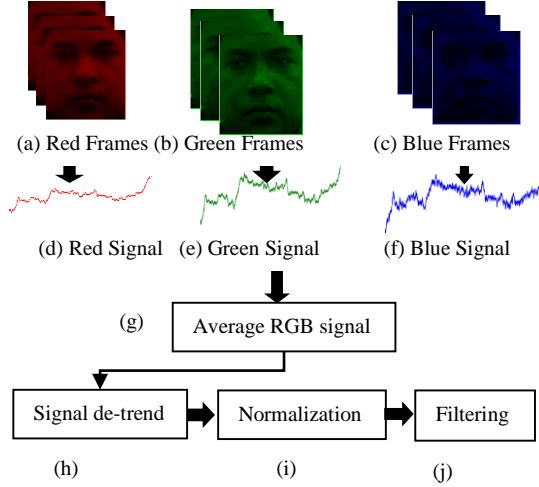 (a) Red Frames (b) Green Frames (c) Blue Frames
(d) Red Signal (e) Green Signal (f) Blue Signal
(g)
Average RGB signal
Signal de-trend Normalization Filtering
(h) (i) (j)